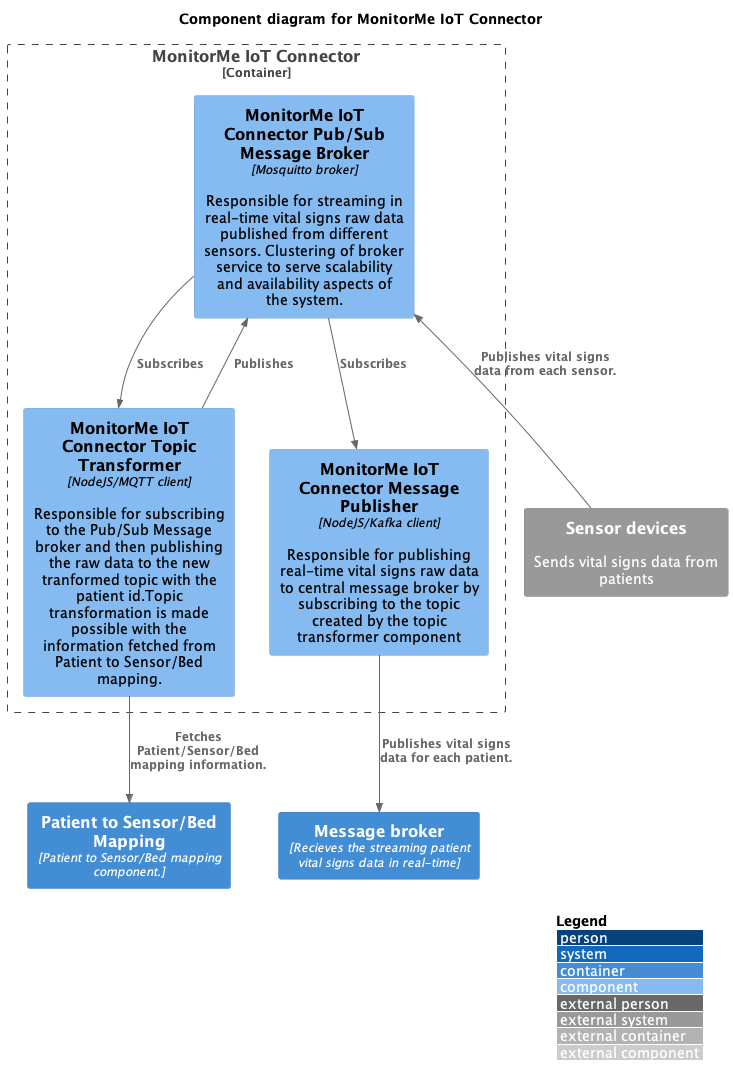 Component diagram for MonitorMe IoT Connector
MonitorMe IoT Connector
[Container]
MonitorMe IoT
Connector Pub/Sub
Message Broker
[Mosquitto broker]
Responsible for streaming in
real-time vital signs raw data
published from different
sensors. Clustering of broker
service to serve scalability
and availability aspects of
the system.
Subscribes
Publishes
Subscribes
Publishes vital signs
data from each sensor.
MonitorMe IoT
Connector Topic
Transformer
[NodeJS/MQTT client]
Responsible for subscribing
to the Pub/Sub Message
broker and then publishing
the raw data to the new
tranformed topic with the
patient id.Topic
transformation is made
possible with the
information fetched from
Patient to Sensor/Bed
mapping.
MonitorMe IoT
Connector Message
Publisher
[NodeJS/Kafka client]
Responsible for publishing
real-time vital signs raw data
to central message broker by
subscribing to the topic
created by the topic
transformer component
Sensor devices
Sends vital signs data from
patients
Fetches
Patient/Sensor/Bed
mapping information.
Publishes vital signs
data for each patient.
Patient to Sensor/Bed
Mapping
[Patient to Sensor/Bed mapping
component.]
Message broker
[Recieves the streaming patient
vital signs data in real-time]
Legend
person
system
container
component
external person
external system
external container
external component